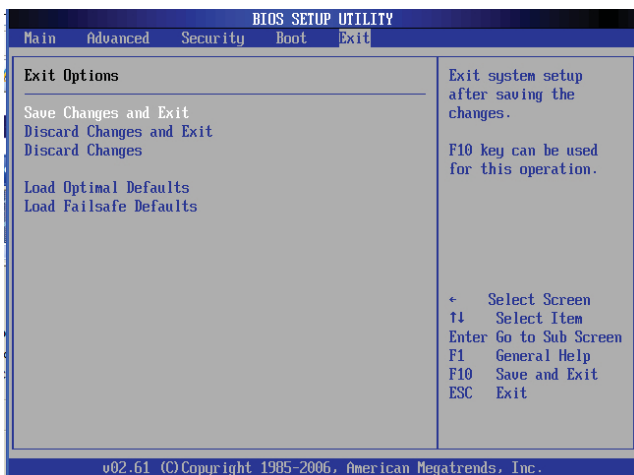 BIOS SETUP UTILITY
Main Advanced Security Boot Exit
Exit Options
Save Changes and Exit
Discard Changes and Exit
Discard Changes
Load Optimal Defaults
Load Failsafe Defaults
Exit system setup
after saving the
changes.
F10 key can be used
for this operation.
← Select Screen
↑↓ Select Item
Enter Go to Sub Screen
F1 General Help
F10 Save and Exit
ESC Exit
v02.61 (C)Copyright 1985-2006, American Megatrends, Inc.